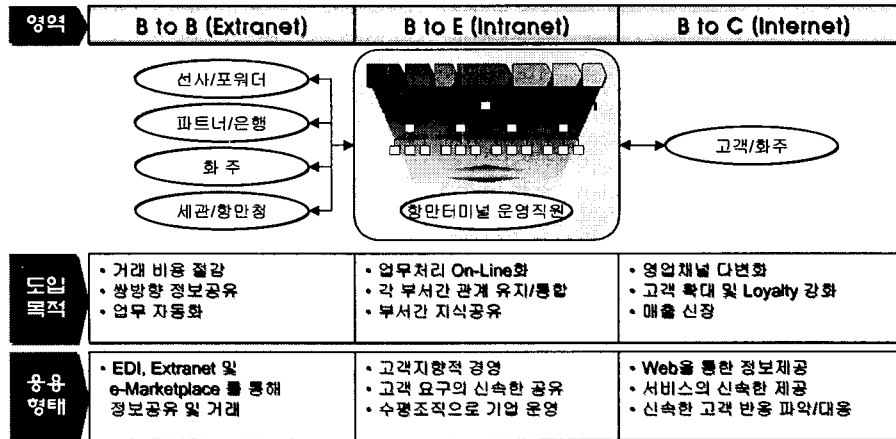 영역
B to B (Extranet)
B to E (Intranet)
B to C (Internet)
선사/포워더
파트너/은행
화 주
세관/항만청
항만터미널 운영직원
고객/화주
도입
목적
• 거래 비용 절감
• 쌍방향 정보공유
• 업무 자동화
• 업무처리 On-Line화
• 각 부서간 관계 유지/통합
• 부서간 지식공유
• 영업채널 다변화
• 고객 확대 및 Loyalty 강화
• 매출 신장
응용
형태
• EDI, Extranet 및
e-Marketplace 를 통해
정보공유 및 거래
• 고객지향적 경영
• 고객 요구의 신속한 공유
• 수평조직으로 기업 운영
• Web을 통한 정보제공
• 서비스의 신속한 제공
• 신속한 고객 반응 파악/대응